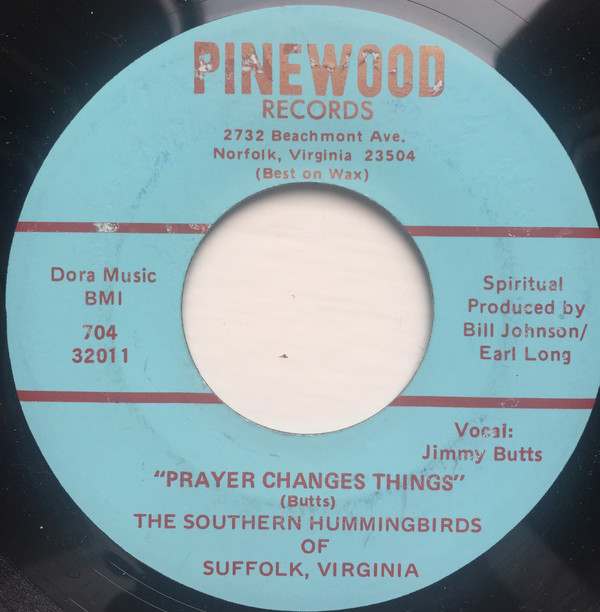 PINEWOOD
RECORDS
2732 Beachmont Ave.
Norfolk, Virginia 23504
(Best on Wax)
Dora Music
BMI
704
32011
Spiritual
Produced by
Bill Johnson/
Earl Long
Vocal:
Jimmy Butts
"PRAYER CHANGES THINGS"
(Butts)
THE SOUTHERN HUMMINGBIRDS
OF
SUFFOLK, VIRGINIA